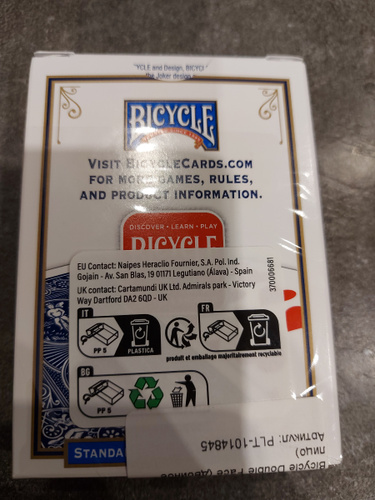 YCLE and Design, BICYCL
the Joker design
BICYCLE
VISIT BICYCLECARDS.COM
FOR MORE GAMES, RULES,
AND PRODUCT INFORMATION.
DISCOVER • LEARN • PLAY
BICYCLE
EU Contact: Naipes Heraclio Fournier, S.A. Pol. Ind.
Gojain - Av. San Blas, 19 01171 Legutiano (Álava) - Spain
UK contact: Cartamundi UK Ltd. Admirals park - Victory
Way Dartford DA2 6QD - UK
370006681
IT
PP 5
PLASTICA
FR
produit et emballage majoritairement recyclable
BG
PP 5
STANDA
Bicycle Double Face (двойно
лице)
Артикул: PLT-1014845